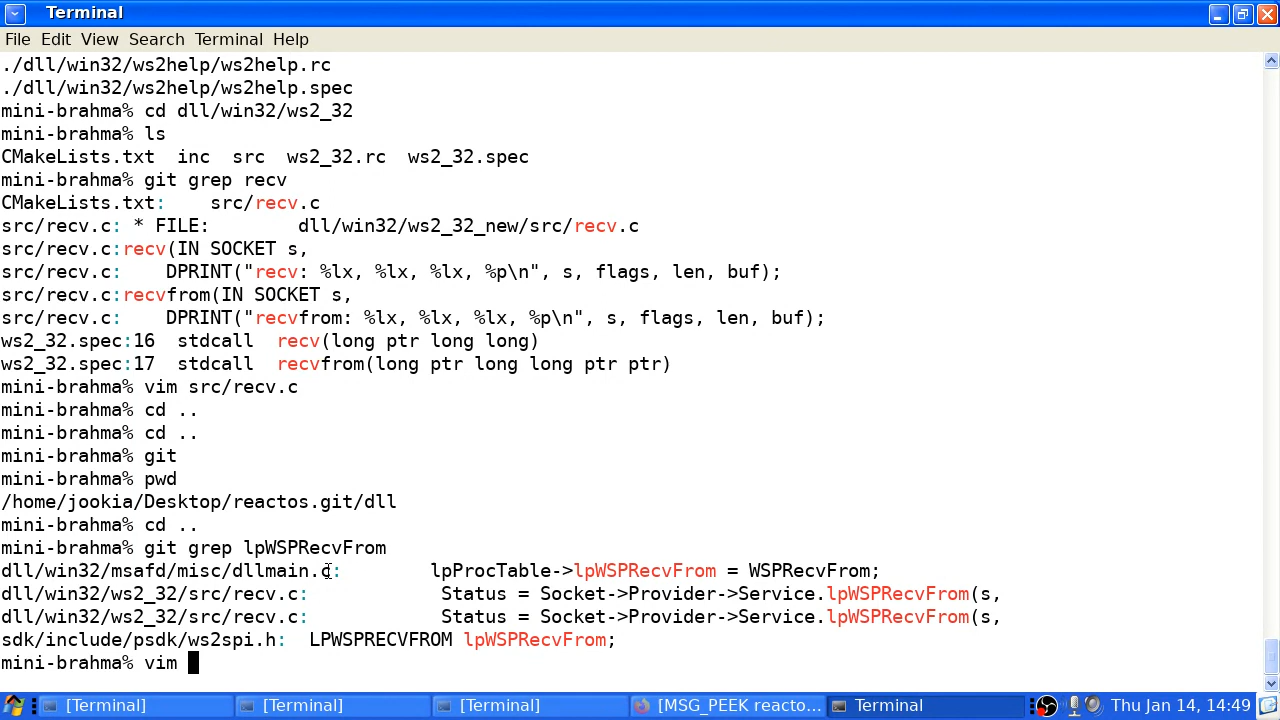 Terminal
File Edit View Search Terminal Help
./dll/win32/ws2help/ws2help.rc
./dll/win32/ws2help/ws2help.spec
mini-brahma% cd dll/win32/ws2_32
mini-brahma% ls
CMakeLists.txt  inc  src  ws2_32.rc  ws2_32.spec
mini-brahma% git grep recv
CMakeLists.txt:    src/recv.c
src/recv.c: * FILE:        dll/win32/ws2_32_new/src/recv.c
src/recv.c:recv(IN SOCKET s,
src/recv.c:    DPRINT("recv: %lx, %lx, %lx, %p\n", s, flags, len, buf);
src/recv.c:recvfrom(IN SOCKET s,
src/recv.c:    DPRINT("recvfrom: %lx, %lx, %lx, %p\n", s, flags, len, buf);
ws2_32.spec:16  stdcall  recv(long ptr long long)
ws2_32.spec:17  stdcall  recvfrom(long ptr long long ptr ptr)
mini-brahma% vim src/recv.c
mini-brahma% cd ..
mini-brahma% cd ..
mini-brahma% git
mini-brahma% pwd
/home/jookia/Desktop/reactos.git/dll
mini-brahma% cd ..
mini-brahma% git grep lpWSPRecvFrom
dll/win32/msafd/misc/dllmain.c:        lpProcTable->lpWSPRecvFrom = WSPRecvFrom;
dll/win32/ws2_32/src/recv.c:            Status = Socket->Provider->Service.lpWSPRecvFrom(s,
dll/win32/ws2_32/src/recv.c:            Status = Socket->Provider->Service.lpWSPRecvFrom(s,
sdk/include/psdk/ws2spi.h:  LPWSPRECVFROM lpWSPRecvFrom;
mini-brahma% vim
[Terminal] [Terminal] [Terminal] [MSG_PEEK reacto... Terminal Thu Jan 14, 14:49